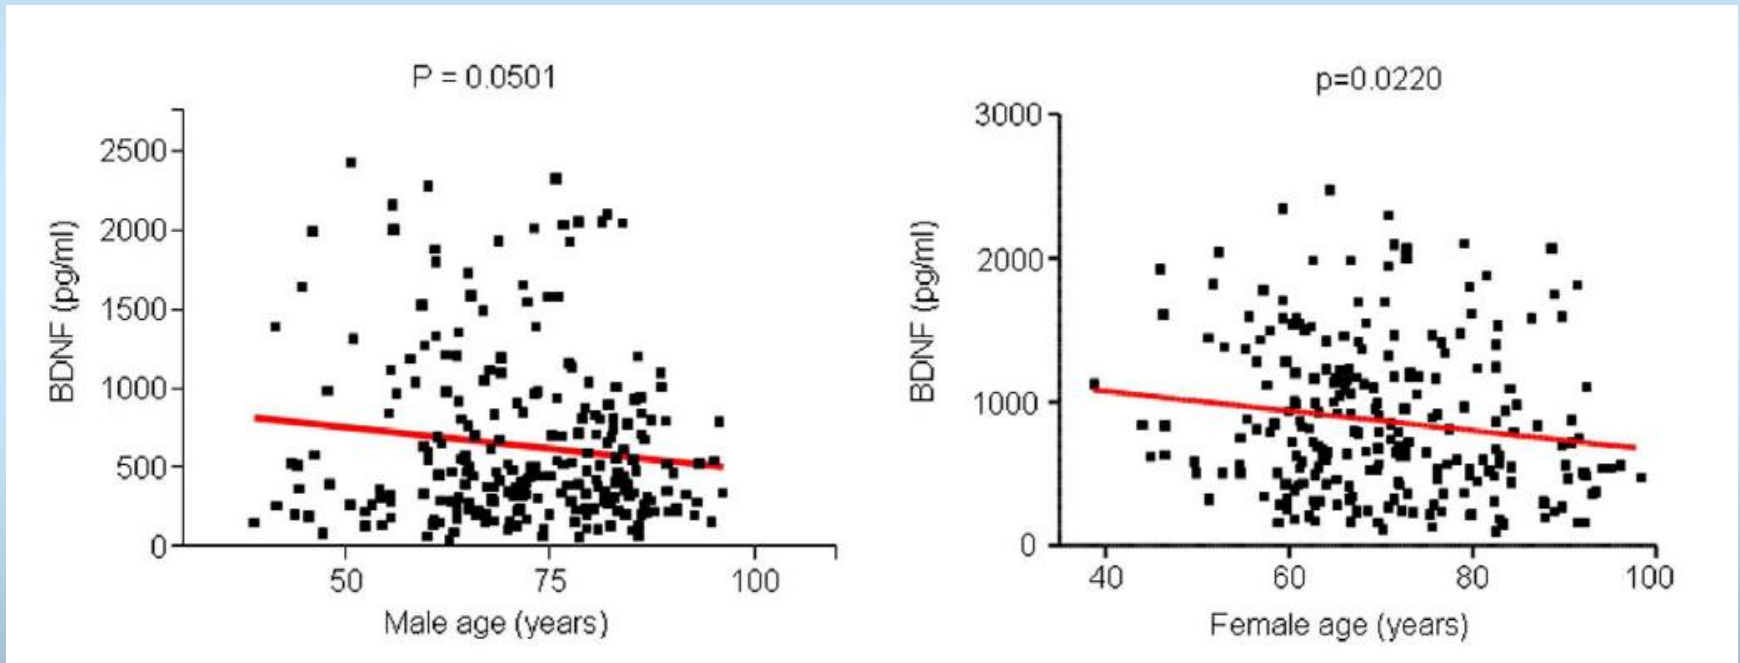 P = 0.0501
2500
2000
1500
1000
500
0
50 75 100
Male age (years)
BDNF (pg/ml)
p=0.0220
3000
2000
1000
0
40 60 80 100
Female age (years)
BDNF (pg/ml)